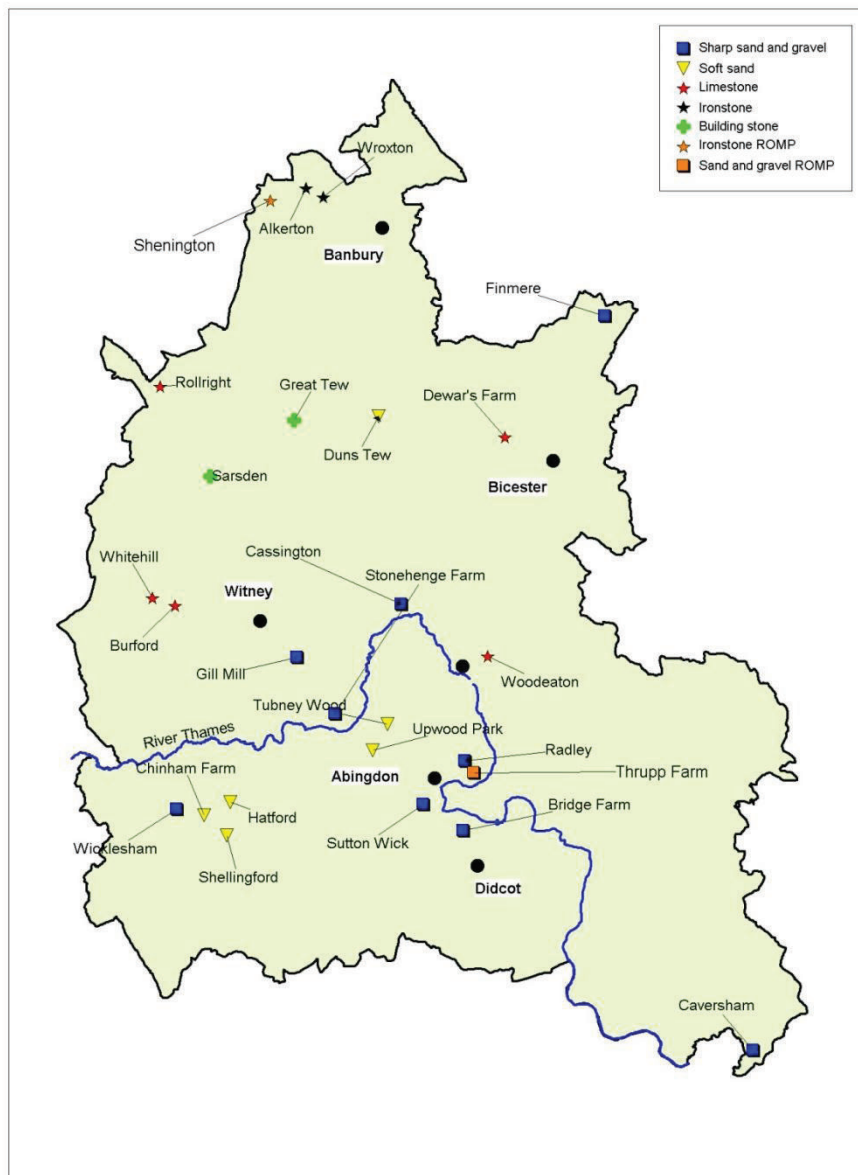 Sharp sand and gravel
Soft sand
Limestone
Ironstone
Building stone
Ironstone ROMP
Sand and gravel ROMP
Wroxton
Alkerton
Shenington
Banbury
Finmere
Rollright
Great Tew
Dewar's Farm
Duns Tew
Sarsden
Bicester
Cassington
Stonehenge Farm
Whitehill
Witney
Burford
Gill Mill
Woodeaton
Tubney Wood
River Thames
Upwood Park
Radley
Chinham Farm
Abingdon
Thrupp Farm
Hatford
Bridge Farm
Wicklesham
Sutton Wick
Shellingford
Didcot
Caversham